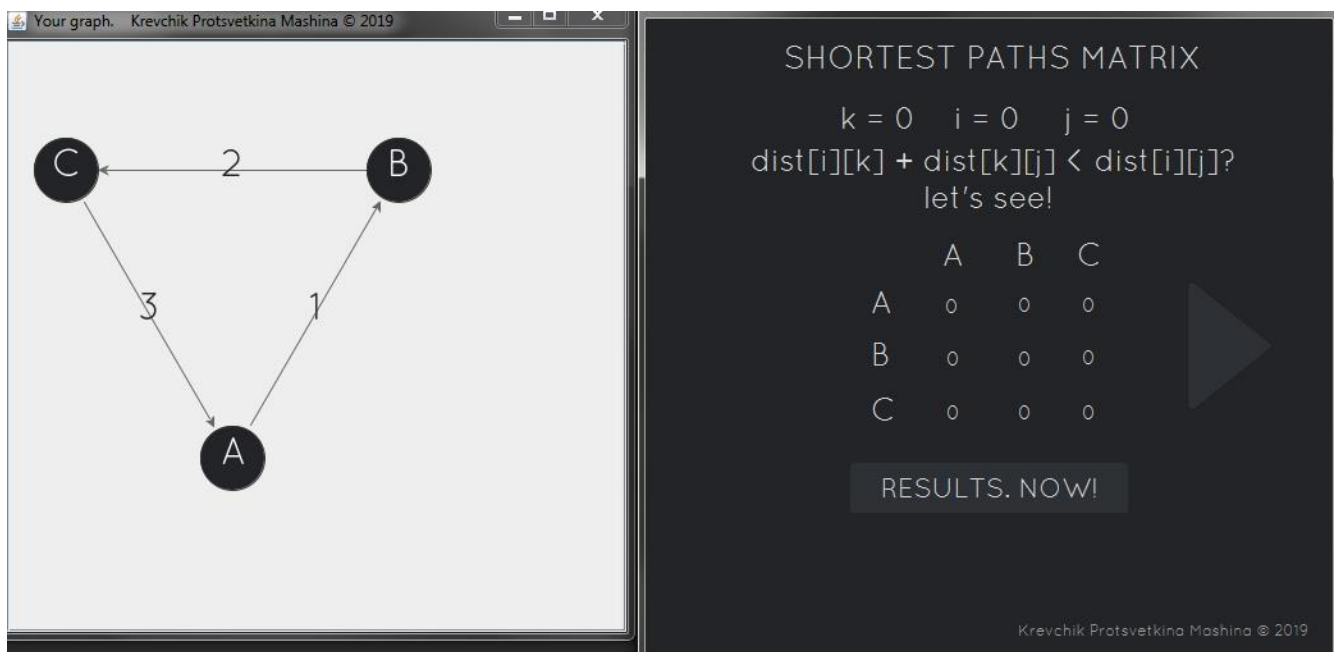 Your graph. Krevchik Protsvetkina Mashina © 2019
C
2
B
3
1
A
SHORTEST PATHS MATRIX
k = 0 i = 0 j = 0
dist[i][k] + dist[k][j] < dist[i][j]?
let's see!
A B C
A 0 0 0
B 0 0 0
C 0 0 0
RESULTS. NOW!
Krevchik Protsvetkina Mashina © 2019